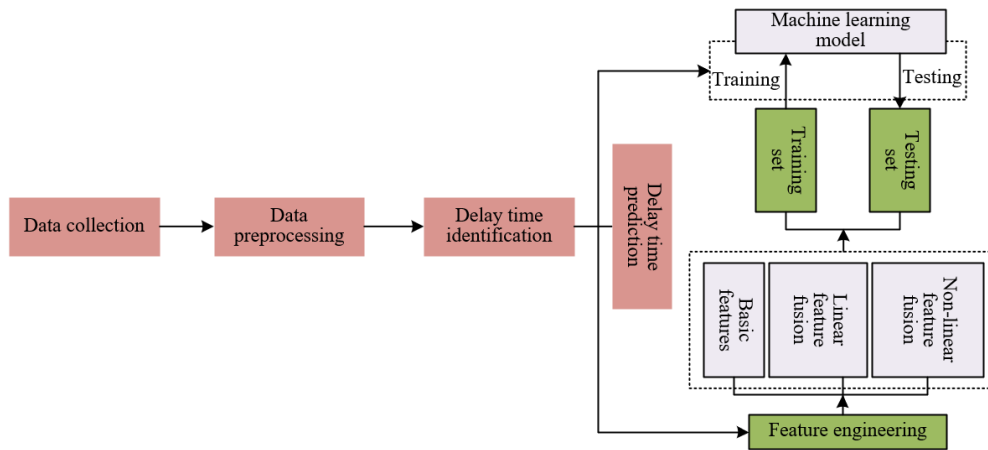 Data collection
Data
preprocessing
Delay time
identification
Delay time
prediction
Machine learning
model
Training
Testing
Training
set
Testing
set
Basic
features
Linear
feature
fusion
Non-linear
feature
fusion
Feature engineering